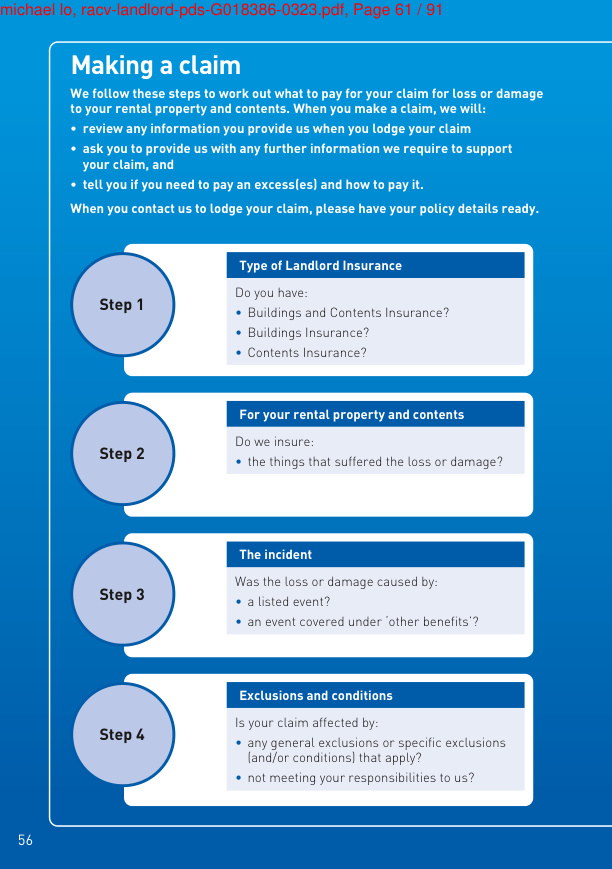 michael lo, racv-landlord-pds-G018386-0323.pdf, Page 61 / 91
Making a claim
We follow these steps to work out what to pay for your claim for loss or damage
to your rental property and contents. When you make a claim, we will:
• review any information you provide us when you lodge your claim
• ask you to provide us with any further information we require to support
your claim, and
• tell you if you need to pay an excess(es) and how to pay it.
When you contact us to lodge your claim, please have your policy details ready.
Step 1
Type of Landlord Insurance
Do you have:
• Buildings and Contents Insurance?
• Buildings Insurance?
• Contents Insurance?
Step 2
For your rental property and contents
Do we insure:
• the things that suffered the loss or damage?
Step 3
The incident
Was the loss or damage caused by:
• a listed event?
• an event covered under ‘other benefits’?
Step 4
Exclusions and conditions
Is your claim affected by:
• any general exclusions or specific exclusions
(and/or conditions) that apply?
• not meeting your responsibilities to us?
56